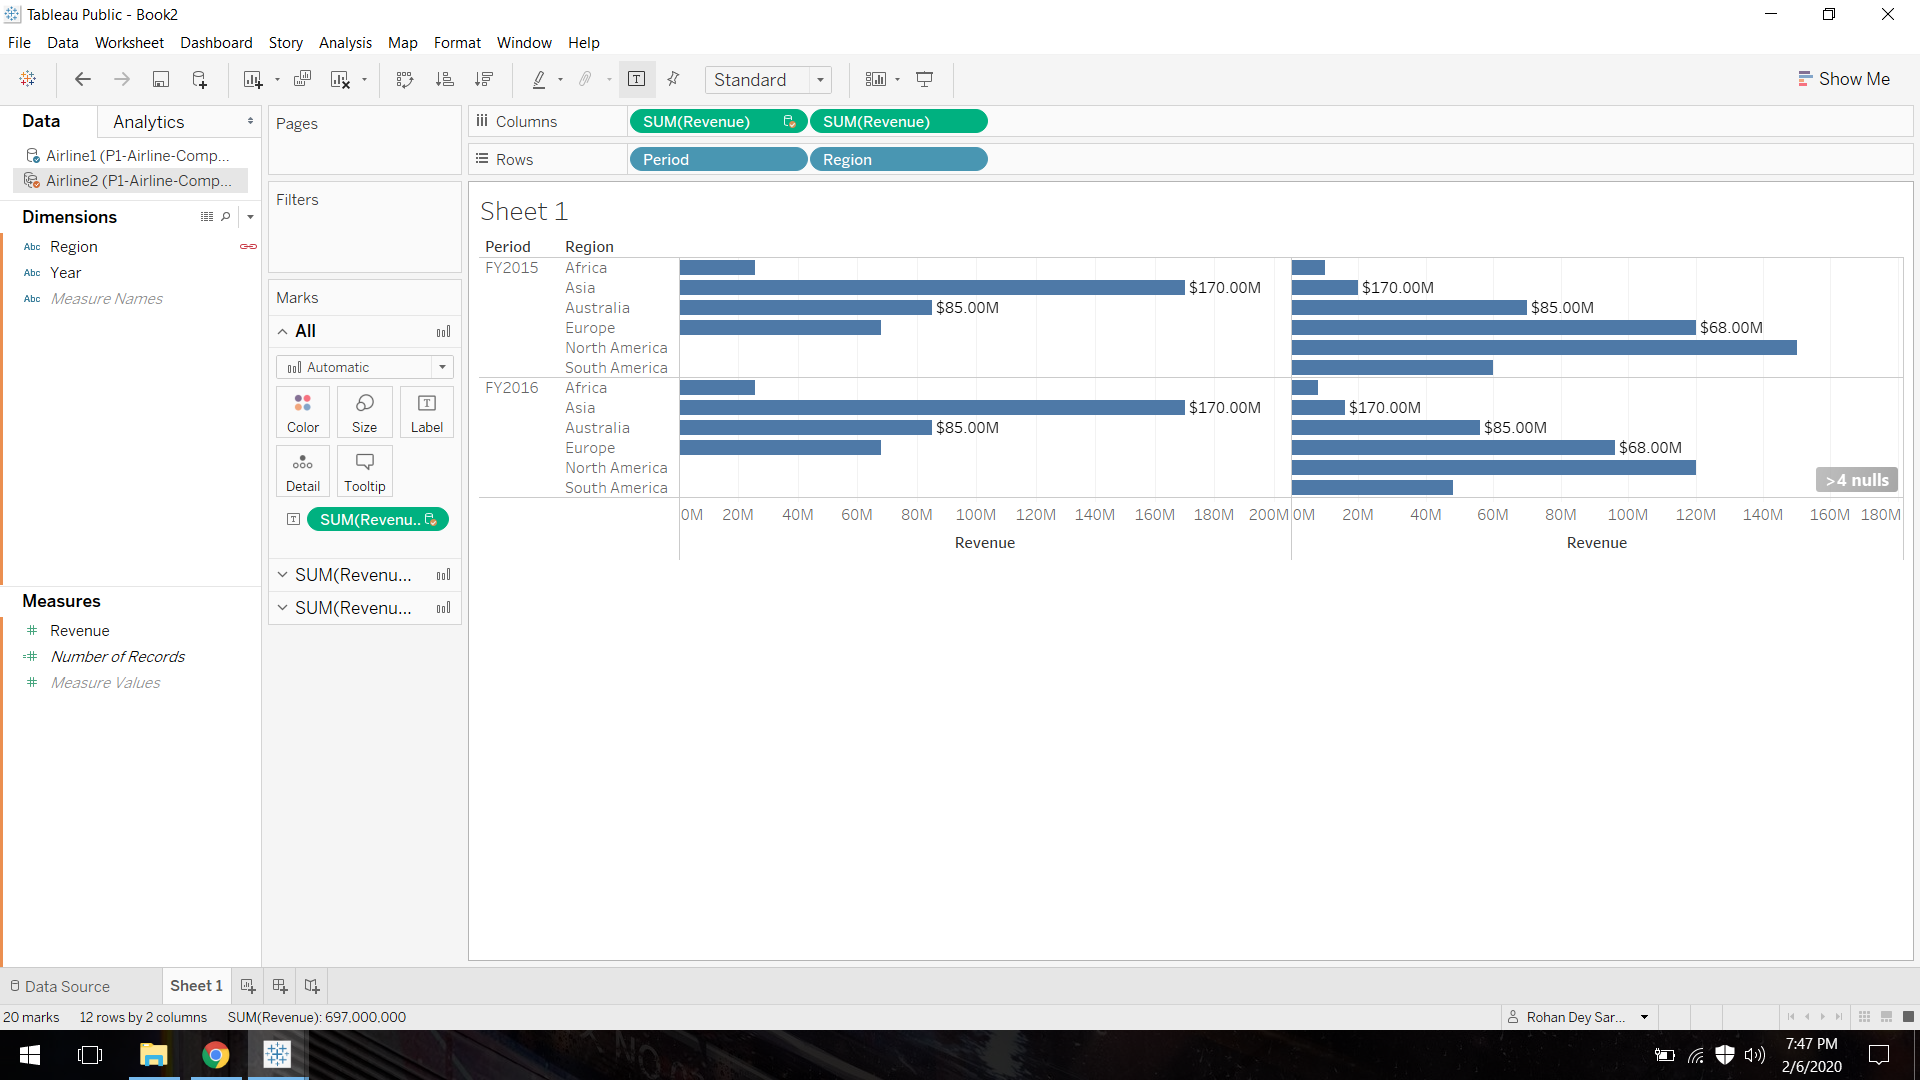 Tableau Public - Book2
File Data Worksheet Dashboard Story Analysis Map Format Window Help
Standard
Show Me
Data Analytics
Airline1 (P1-Airline-Comp...
Airline2 (P1-Airline-Comp...
Dimensions
Abc Region
Abc Year
Abc Measure Names
Measures
Revenue
Number of Records
Measure Values
Pages
Filters
Marks
All
Automatic
Color Size Label
Detail Tooltip
SUM(Revenu..
SUM(Revenu...
SUM(Revenu...
Columns SUM(Revenue) SUM(Revenue)
Rows Period Region
Sheet 1
Period Region
FY2015 Africa
Asia $170.00M $170.00M
Australia $85.00M $85.00M
Europe $68.00M
North America
South America
FY2016 Africa
Asia $170.00M $170.00M
Australia $85.00M $85.00M
Europe $68.00M
North America
South America
>4 nulls
0M 20M 40M 60M 80M 100M 120M 140M 160M 180M 200M 0M 20M 40M 60M 80M 100M 120M 140M 160M 180M
Revenue Revenue
Data Source Sheet 1
20 marks 12 rows by 2 columns SUM(Revenue): 697,000,000
Rohan Dey Sar...
7:47 PM
2/6/2020